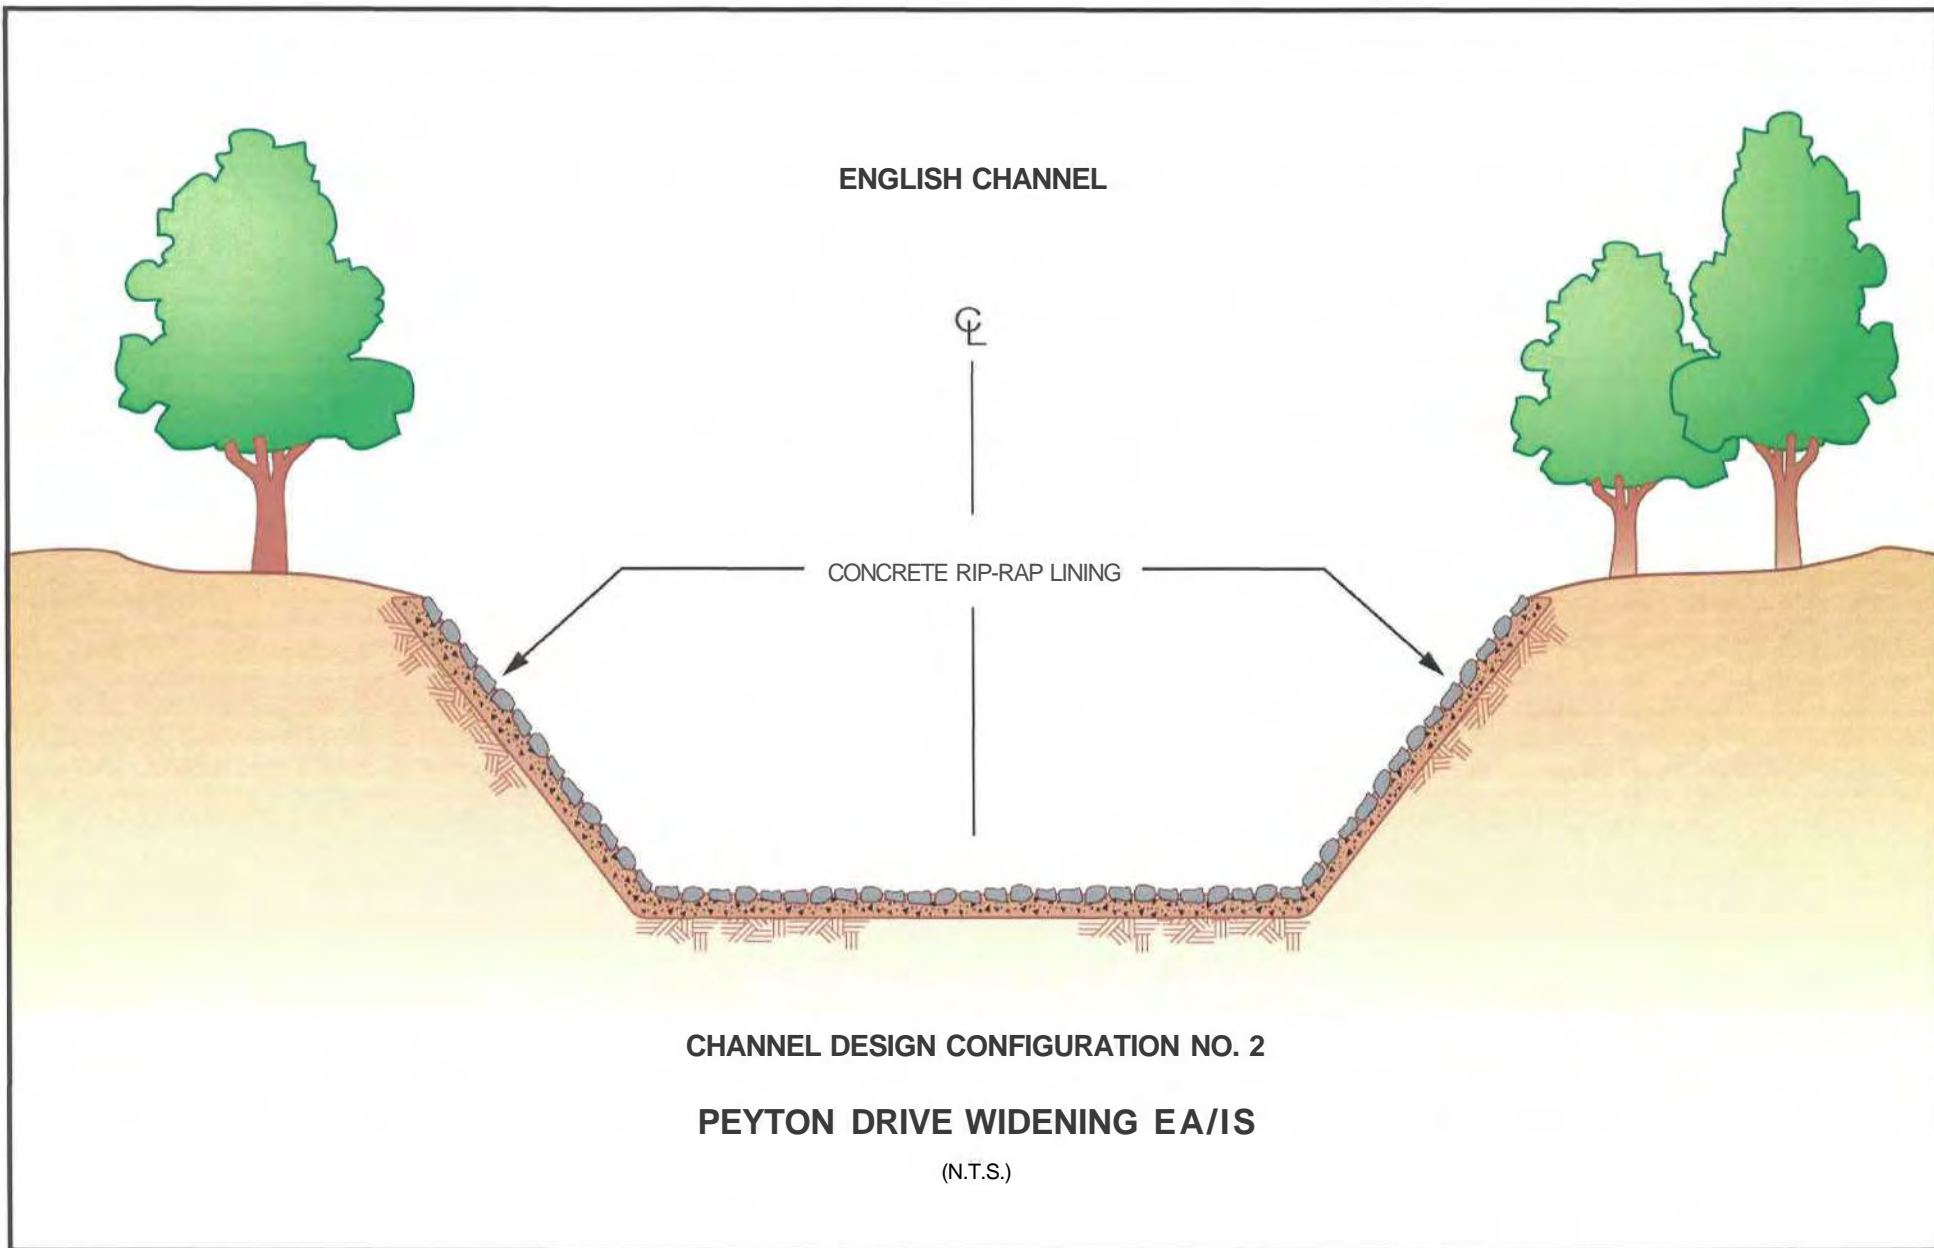 ENGLISH CHANNEL
℄
CONCRETE RIP-RAP LINING
CHANNEL DESIGN CONFIGURATION NO. 2
PEYTON DRIVE WIDENING EA/IS
(N.T.S.)